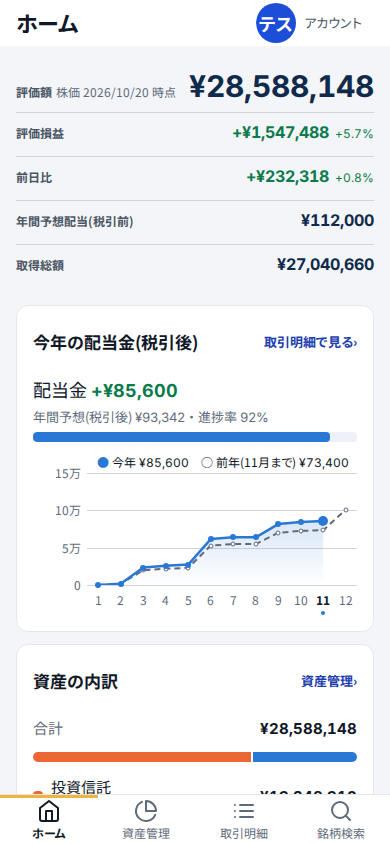 ホーム
テス アカウント
評価額 株価 2026/10/20 時点 ¥28,588,148
評価損益 +¥1,547,488 +5.7%
前日比 +¥232,318 +0.8%
年間予想配当(税引前) ¥112,000
取得総額 ¥27,040,660
今年の配当金(税引後) 取引明細で見る›
配当金 +¥85,600
年間予想(税引後) ¥93,342・進捗率 92%
今年 ¥85,600 前年(11月まで) ¥73,400
15万
10万
5万
0
1 2 3 4 5 6 7 8 9 10 11 12
資産の内訳 資産管理›
合計 ¥28,588,148
投資信託
ホーム 資産管理 取引明細 銘柄検索